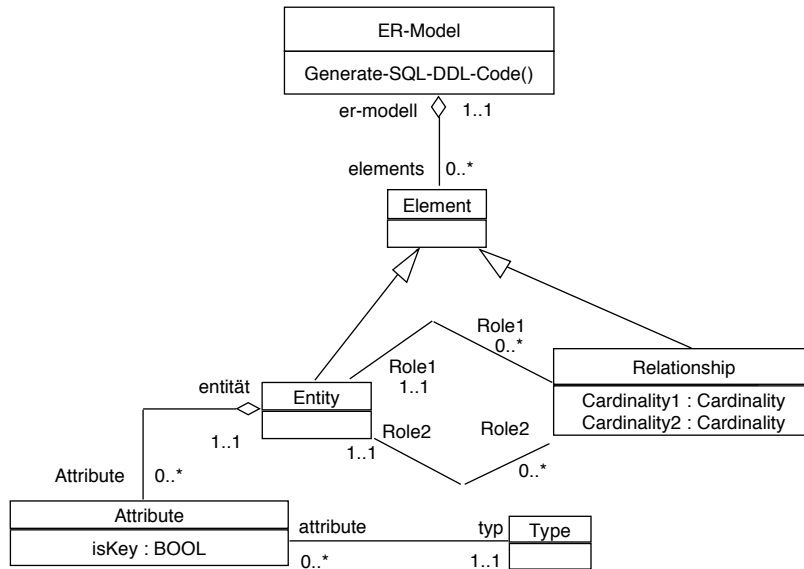 ER-Model
Generate-SQL-DDL-Code()
er-modell 1..1
elements 0..*
Element
Role1
0..*
Role1
1..1
Relationship
Cardinality1 : Cardinality
Cardinality2 : Cardinality
entität
Entity
1..1
Role2
1..1
Role2
0..*
Attribute
0..*
Attribute
isKey : BOOL
attribute
0..*
typ
1..1
Type